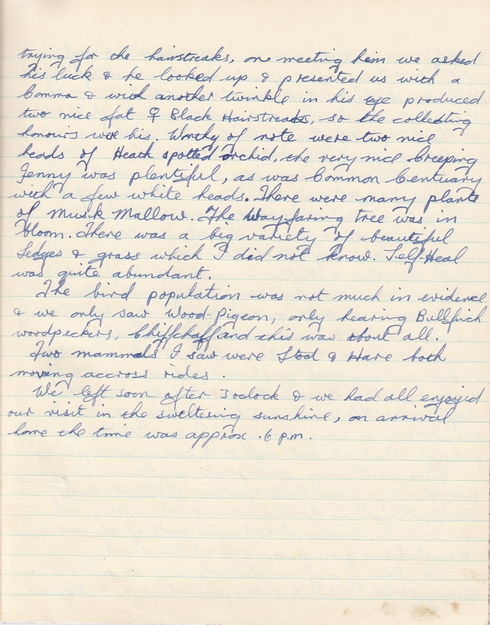 trying for the hairstreaks, on meeting him we asked
his luck & he looked up & presented us with a
Comma & with another twinkle in his eye produced
two nice fat ♀ Black Hairstreaks, so the collecting
honours were his. Worthy of note were two nice
heads of Heath spotted orchid, the very nice Creeping
Jenny was plentiful, as was Common Centuary
with a few white heads. There were many plants
of Musk Mallow. The Wayfaring tree was in
bloom. There was a big variety of beautiful
Sedges & grass which I did not know. Self Heal
was quite abundant.
The bird population was not much in evidence
& we only saw Wood Pigeon, only hearing Bullfinch
woodpeckers, Chiffchaff and this was about all.
Two mammals I saw were Stoat & Hare both
moving accross rides.
We left soon after 3 oclock & we had all enjoyed
our visit in the sweltering sunshine, on arrival
home the time was approx. 6 p.m.